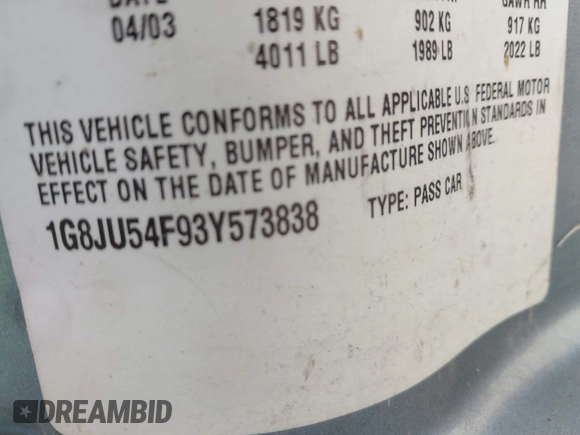 DATE GAWR RR
04/03 1819 KG 902 KG 917 KG
4011 LB 1989 LB 2022 LB
THIS VEHICLE CONFORMS TO ALL APPLICABLE U.S. FEDERAL MOTOR
VEHICLE SAFETY, BUMPER, AND THEFT PREVENTION STANDARDS IN
EFFECT ON THE DATE OF MANUFACTURE SHOWN ABOVE.
1G8JU54F93Y573838 TYPE: PASS CAR
DREAMBID